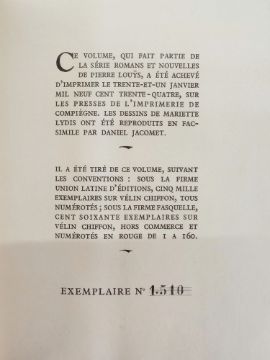 CE VOLUME, QUI FAIT PARTIE DE
LA SÉRIE ROMANS ET NOUVELLES
DE PIERRE LOUŸS, A ÉTÉ ACHEVÉ
D'IMPRIMER LE TRENTE-ET-UN JANVIER
MIL NEUF CENT TRENTE-QUATRE, SUR
LES PRESSES DE L'IMPRIMERIE DE
COMPIÈGNE. LES DESSINS DE MARIETTE
LYDIS ONT ÉTÉ REPRODUITS EN FAC-
SIMILE PAR DANIEL JACOMET.
IL A ÉTÉ TIRÉ DE CE VOLUME, SUIVANT
LES CONVENTIONS : SOUS LA FIRME
UNION LATINE D'ÉDITIONS, CINQ MILLE
EXEMPLAIRES SUR VÉLIN CHIFFON, TOUS
NUMÉROTÉS ; SOUS LA FIRME FASQUELLE,
CENT SOIXANTE EXEMPLAIRES SUR
VÉLIN CHIFFON, HORS COMMERCE ET
NUMÉROTÉS EN ROUGE DE 1 A 160.
EXEMPLAIRE N° 1.510